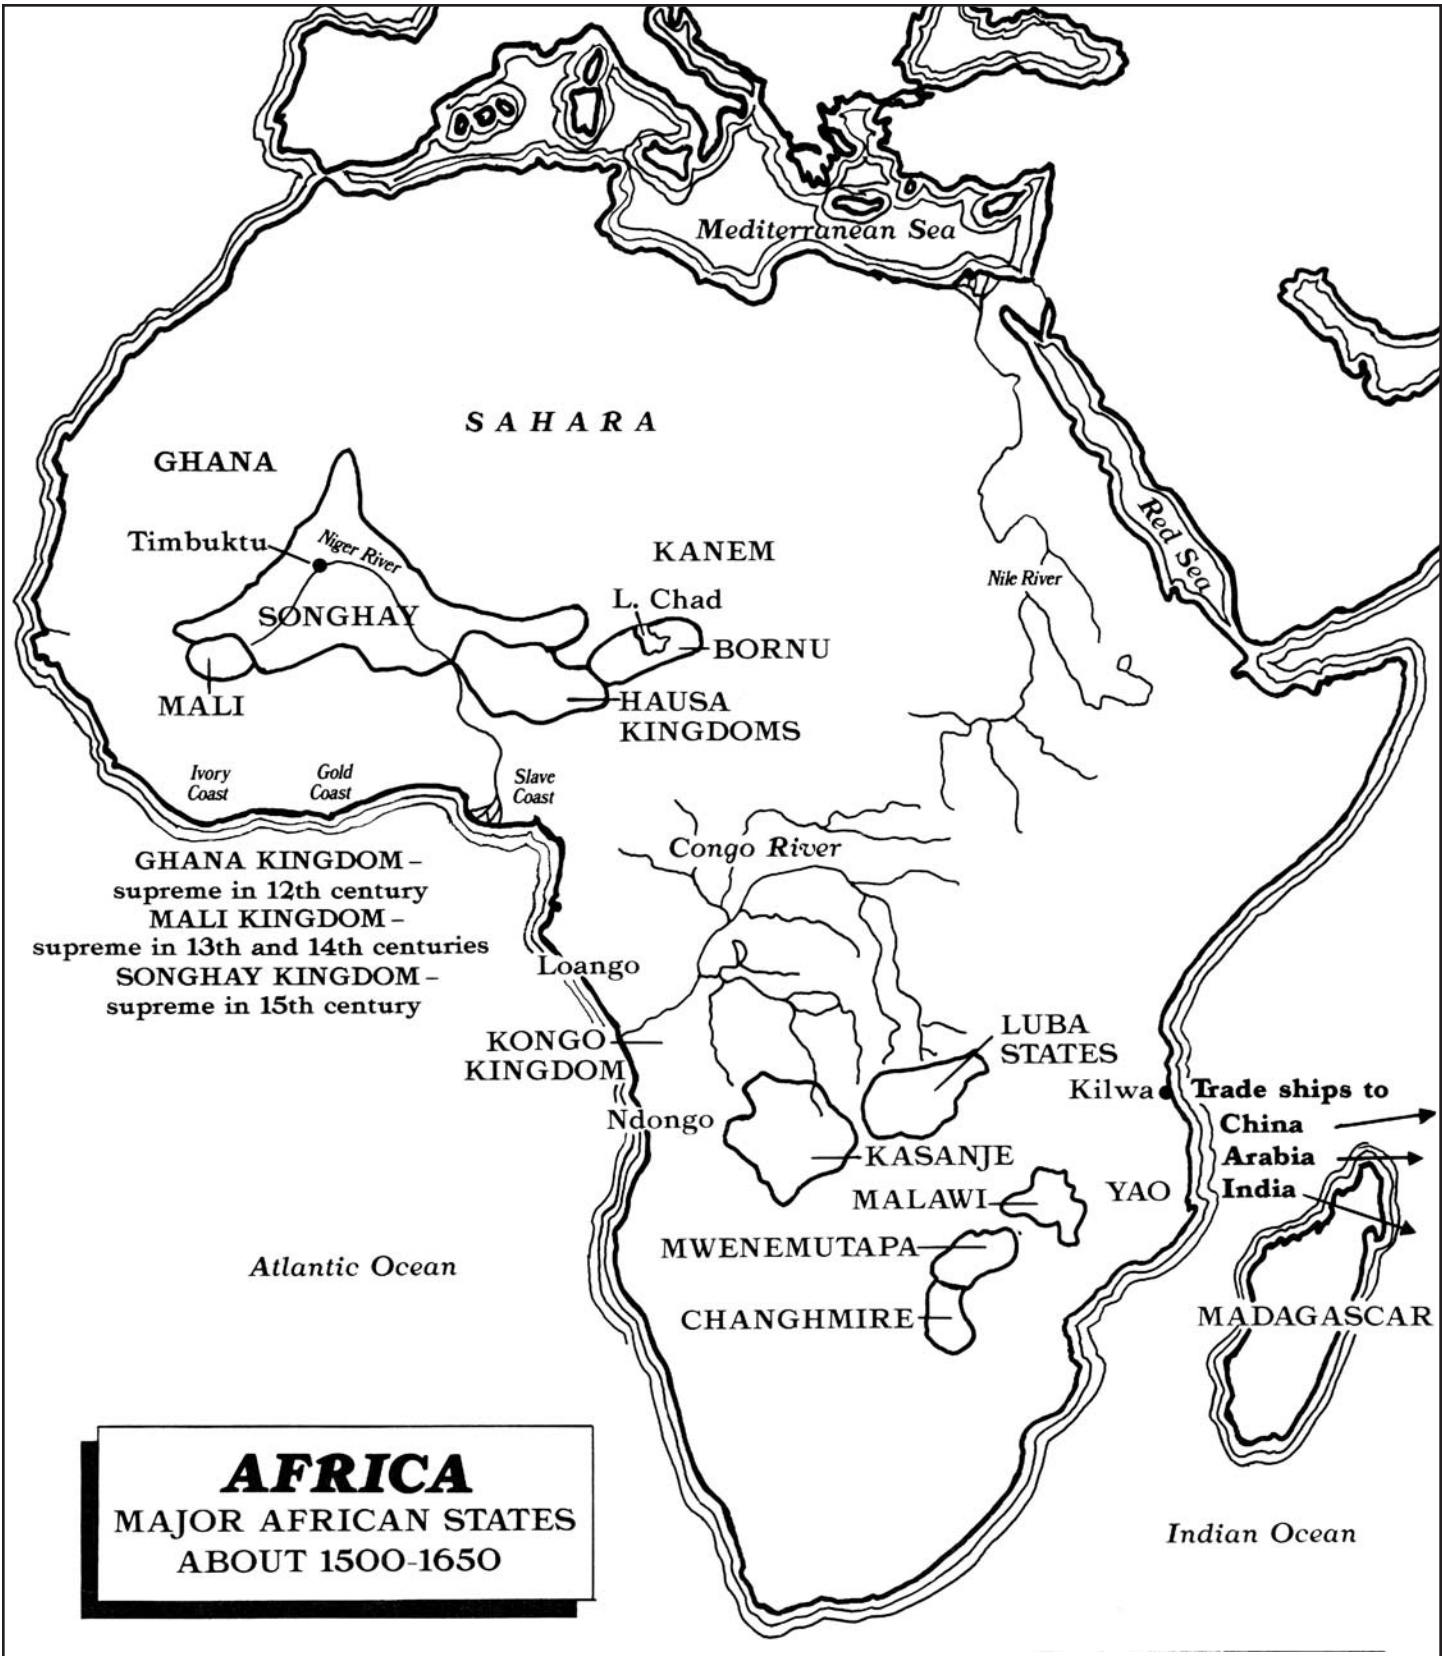 Mediterranean Sea
SAHARA
GHANA
Timbuktu
Niger River
SONGHAY
MALI
KANEM
L. Chad
BORNU
HAUSA
KINGDOMS
Nile River
Red Sea
Ivory
Coast
Gold
Coast
Slave
Coast
GHANA KINGDOM –
supreme in 12th century
MALI KINGDOM –
supreme in 13th and 14th centuries
SONGHAY KINGDOM –
supreme in 15th century
Congo River
Loango
KONGO
KINGDOM
Ndongo
LUBA
STATES
Kilwa
Trade ships to
China
Arabia
India
KASANJE
MALAWI
YAO
MWENEMUTAPA
CHANGHMIRE
MADAGASCAR
Atlantic Ocean
Indian Ocean
AFRICA
MAJOR AFRICAN STATES
ABOUT 1500-1650